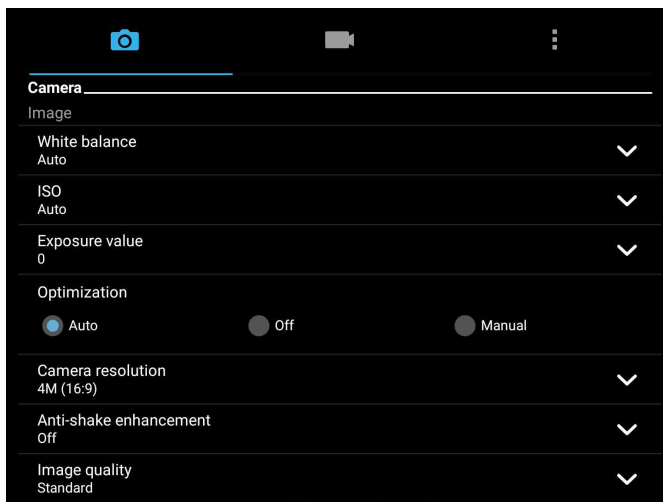 Camera
Image
White balance
Auto
ISO
Auto
Exposure value
0
Optimization
Auto Off Manual
Camera resolution
4M (16:9)
Anti-shake enhancement
Off
Image quality
Standard